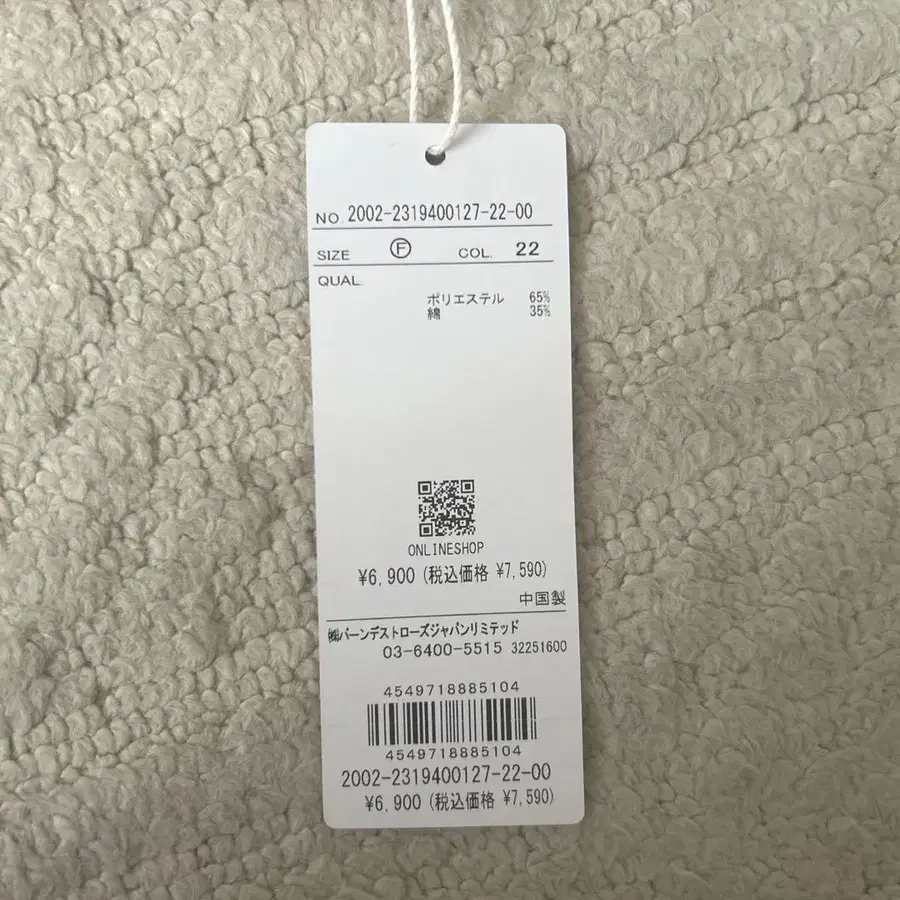 NO. 2002-2319400127-22-00
SIZE Ⓕ COL. 22
QUAL.
ポリエステル 65%
綿 35%
ONLINESHOP
¥6,900 (税込価格 ¥7,590)
中国製
㈱バーンデストローズジャパンリミテッド
03-6400-5515 32251600
4549718885104
4549718885104
2002-2319400127-22-00
¥6,900 (税込価格 ¥7,590)